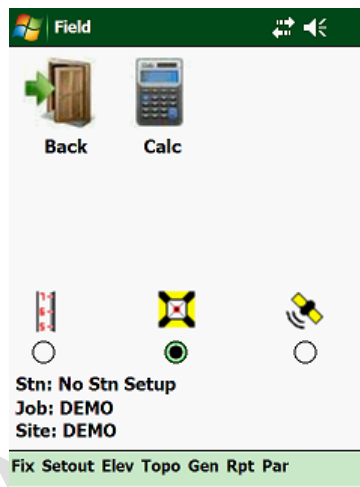 Field
Back Calc
Stn: No Stn Setup
Job: DEMO
Site: DEMO
Fix Setout Elev Topo Gen Rpt Par